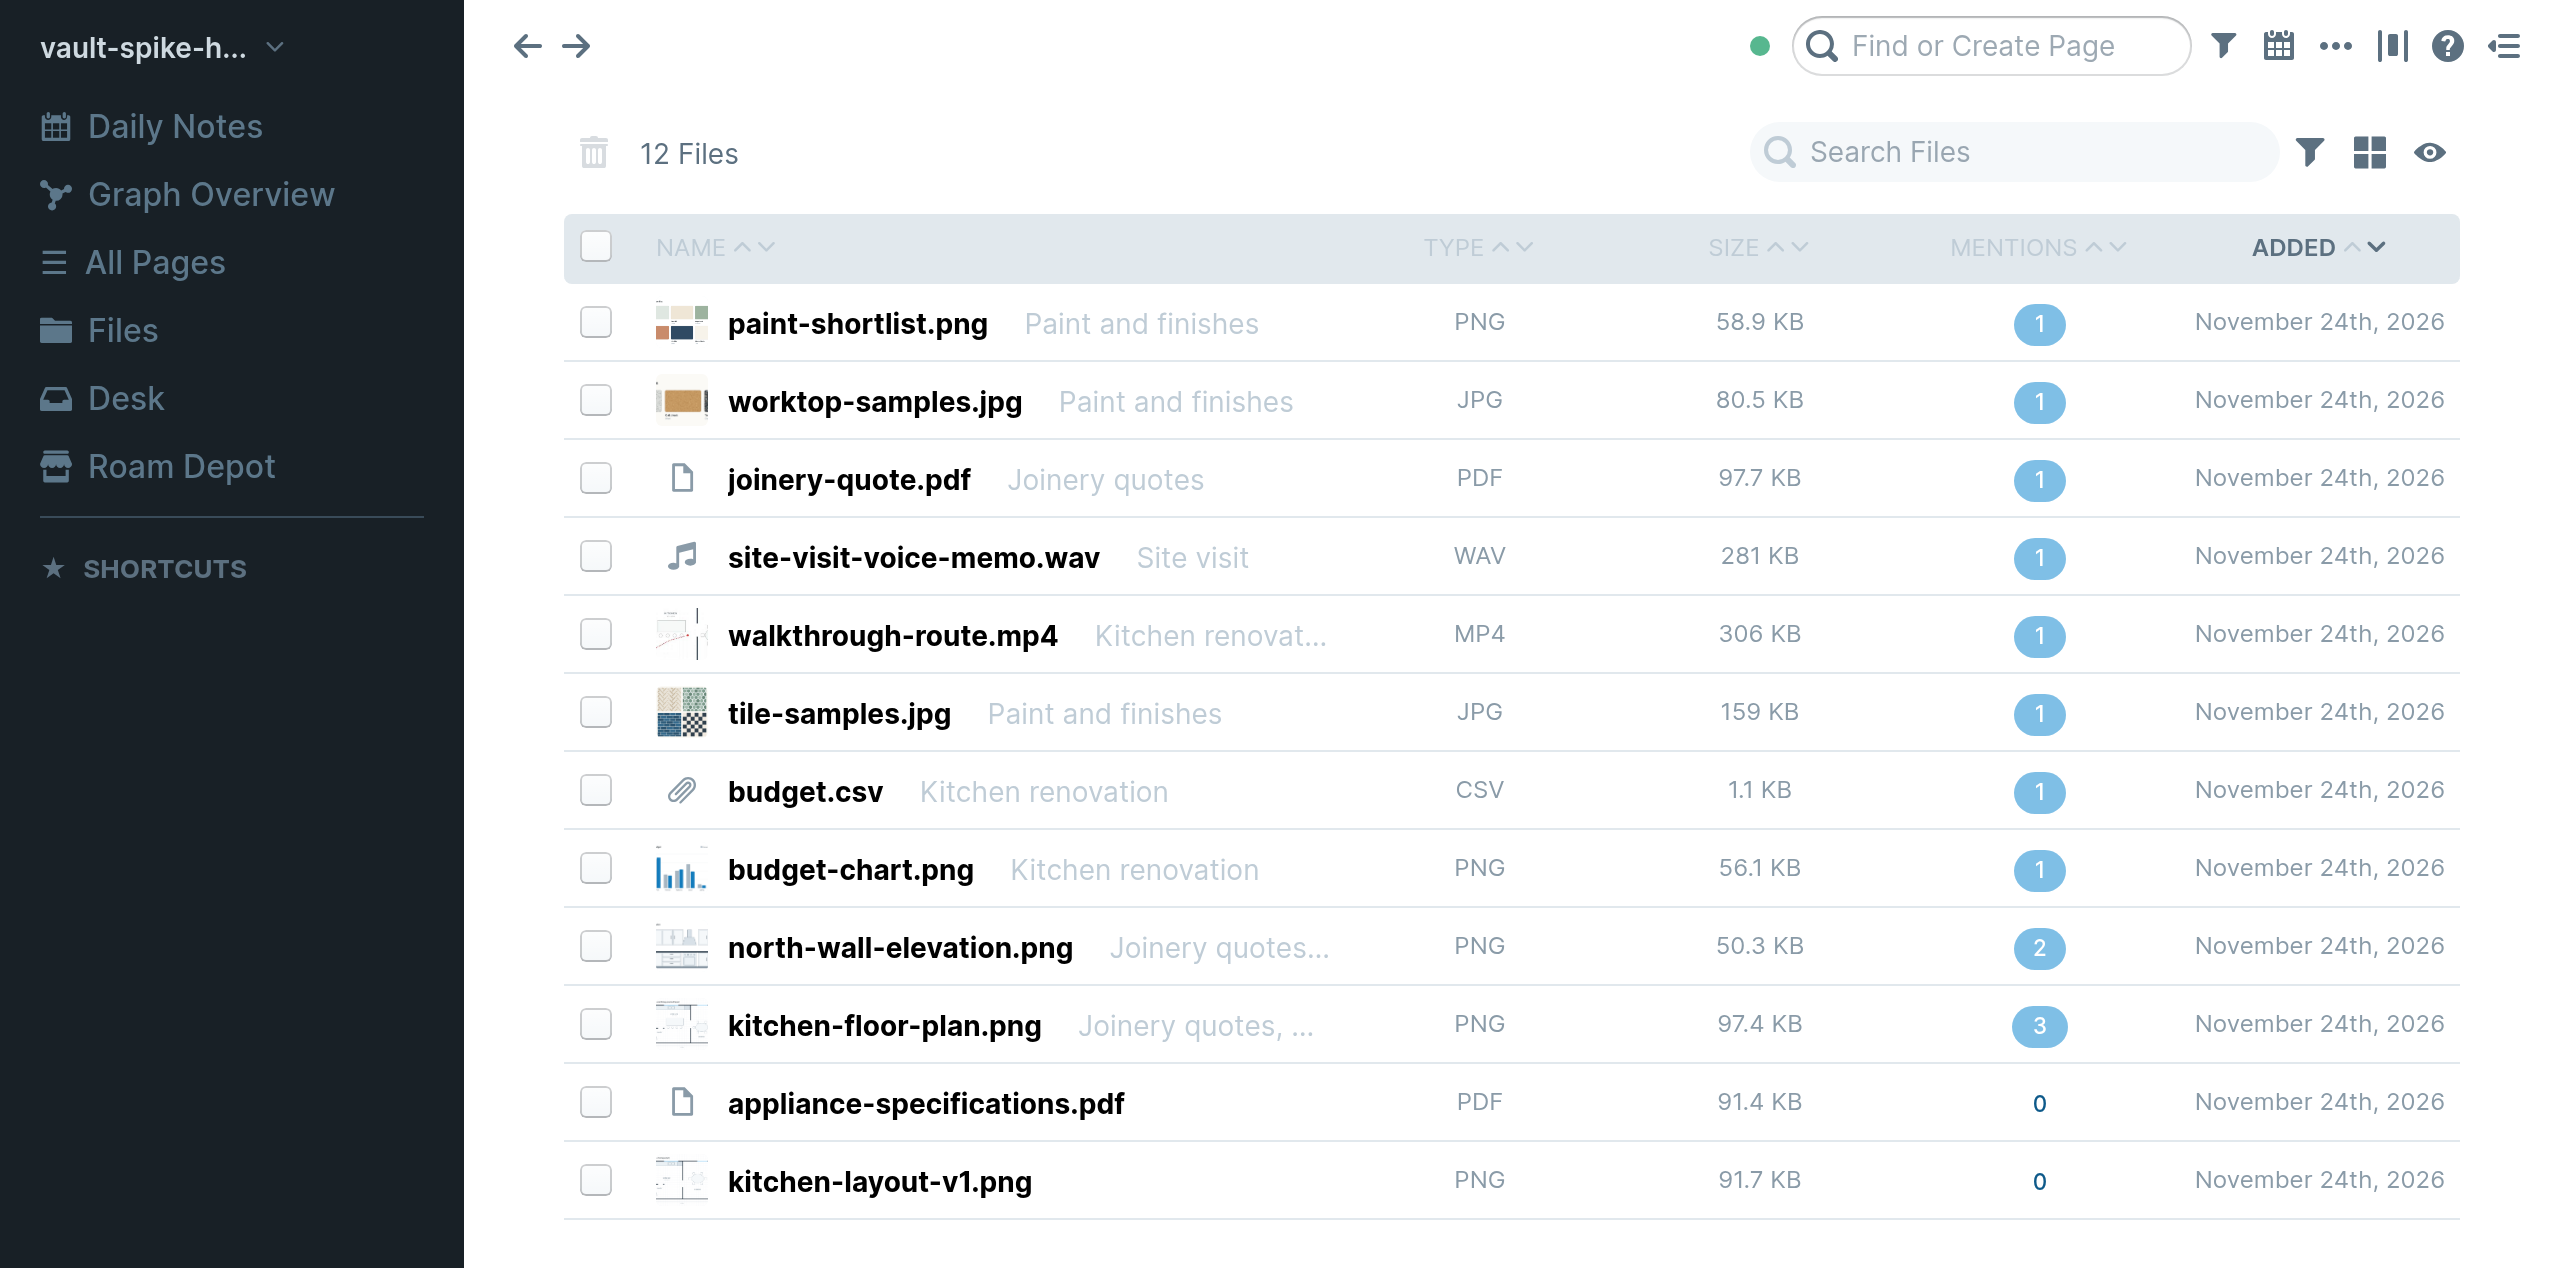 vault-spike-h...
Daily Notes
Graph Overview
All Pages
Files
Desk
Roam Depot
SHORTCUTS
Find or Create Page
12 Files
Search Files
NAME TYPE SIZE MENTIONS ADDED
paint-shortlist.png Paint and finishes PNG 58.9 KB 1 November 24th, 2026
worktop-samples.jpg Paint and finishes JPG 80.5 KB 1 November 24th, 2026
joinery-quote.pdf Joinery quotes PDF 97.7 KB 1 November 24th, 2026
site-visit-voice-memo.wav Site visit WAV 281 KB 1 November 24th, 2026
walkthrough-route.mp4 Kitchen renovat... MP4 306 KB 1 November 24th, 2026
tile-samples.jpg Paint and finishes JPG 159 KB 1 November 24th, 2026
budget.csv Kitchen renovation CSV 1.1 KB 1 November 24th, 2026
budget-chart.png Kitchen renovation PNG 56.1 KB 1 November 24th, 2026
north-wall-elevation.png Joinery quotes... PNG 50.3 KB 2 November 24th, 2026
kitchen-floor-plan.png Joinery quotes, ... PNG 97.4 KB 3 November 24th, 2026
appliance-specifications.pdf PDF 91.4 KB 0 November 24th, 2026
kitchen-layout-v1.png PNG 91.7 KB 0 November 24th, 2026